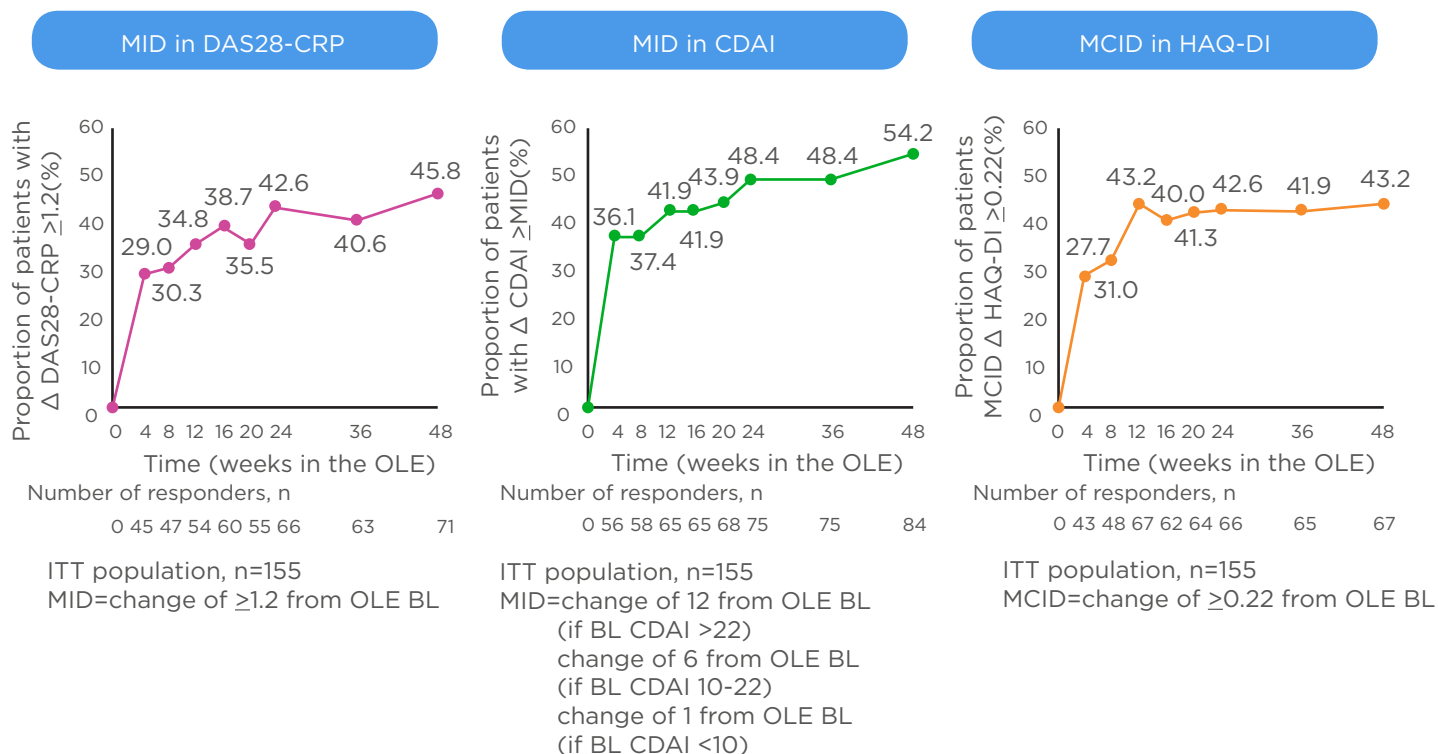 MID in DAS28-CRP
Proportion of patients with
Δ DAS28-CRP ≥1.2(%)
60
50
40
30
20
10
0
29.0
30.3
34.8
38.7
35.5
42.6
40.6
45.8
0 4 8 12 16 20 24 36 48
Time (weeks in the OLE)
Number of responders, n
0 45 47 54 60 55 66 63 71
ITT population, n=155
MID=change of ≥1.2 from OLE BL
MID in CDAI
Proportion of patients
with Δ CDAI ≥MID(%)
60
50
40
30
20
10
0
36.1
37.4
41.9
41.9
43.9
48.4
48.4
54.2
0 4 8 12 16 20 24 36 48
Time (weeks in the OLE)
Number of responders, n
0 56 58 65 65 68 75 75 84
ITT population, n=155
MID=change of 12 from OLE BL
(if BL CDAI >22)
change of 6 from OLE BL
(if BL CDAI 10-22)
change of 1 from OLE BL
(if BL CDAI <10)
MCID in HAQ-DI
Proportion of patients
MCID Δ HAQ-DI ≥0.22(%)
60
50
40
30
20
10
0
27.7
31.0
43.2
40.0
41.3
42.6
41.9
43.2
0 4 8 12 16 20 24 36 48
Time (weeks in the OLE)
Number of responders, n
0 43 48 67 62 64 66 65 67
ITT population, n=155
MCID=change of ≥0.22 from OLE BL